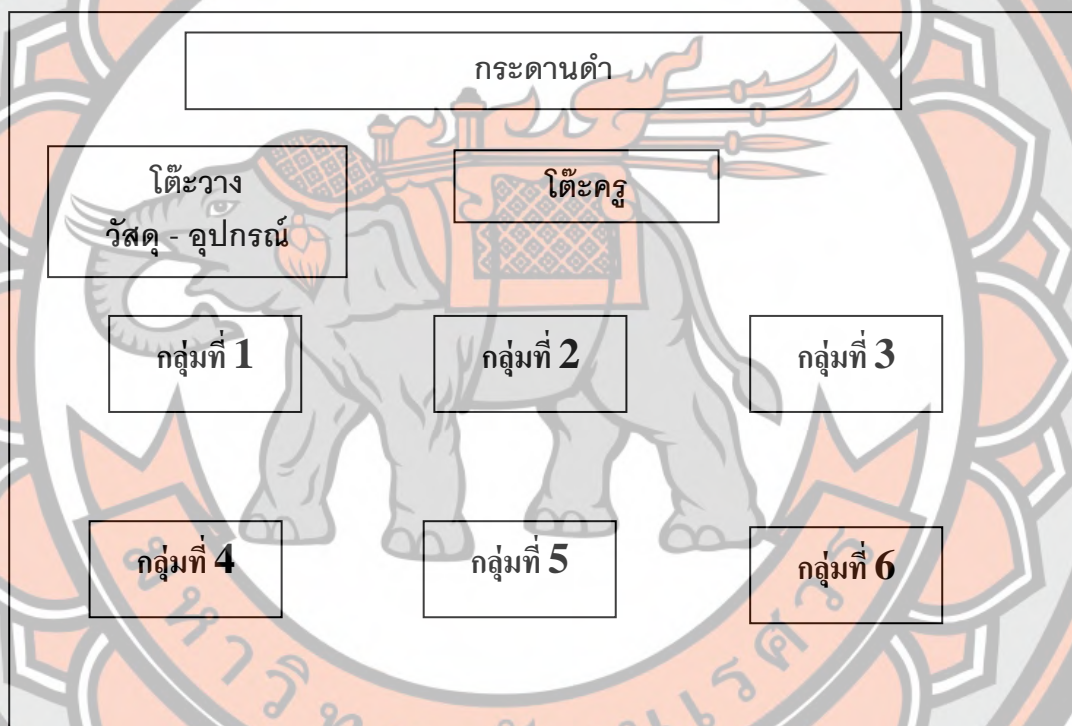 กระดานดำ
โต๊ะวาง
วัสดุ - อุปกรณ์
โต๊ะครู
กลุ่มที่ 1
กลุ่มที่ 2
กลุ่มที่ 3
กลุ่มที่ 4
กลุ่มที่ 5
กลุ่มที่ 6